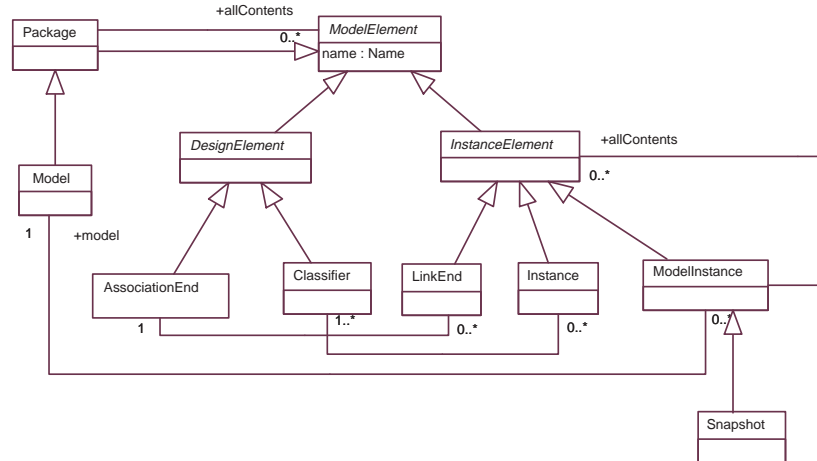 +allContents
Package
ModelElement
0..*
name : Name
DesignElement
InstanceElement
+allContents
0..*
Model
1
+model
AssociationEnd
Classifier
LinkEnd
Instance
ModelInstance
1
1..*
0..*
0..*
0..*
Snapshot